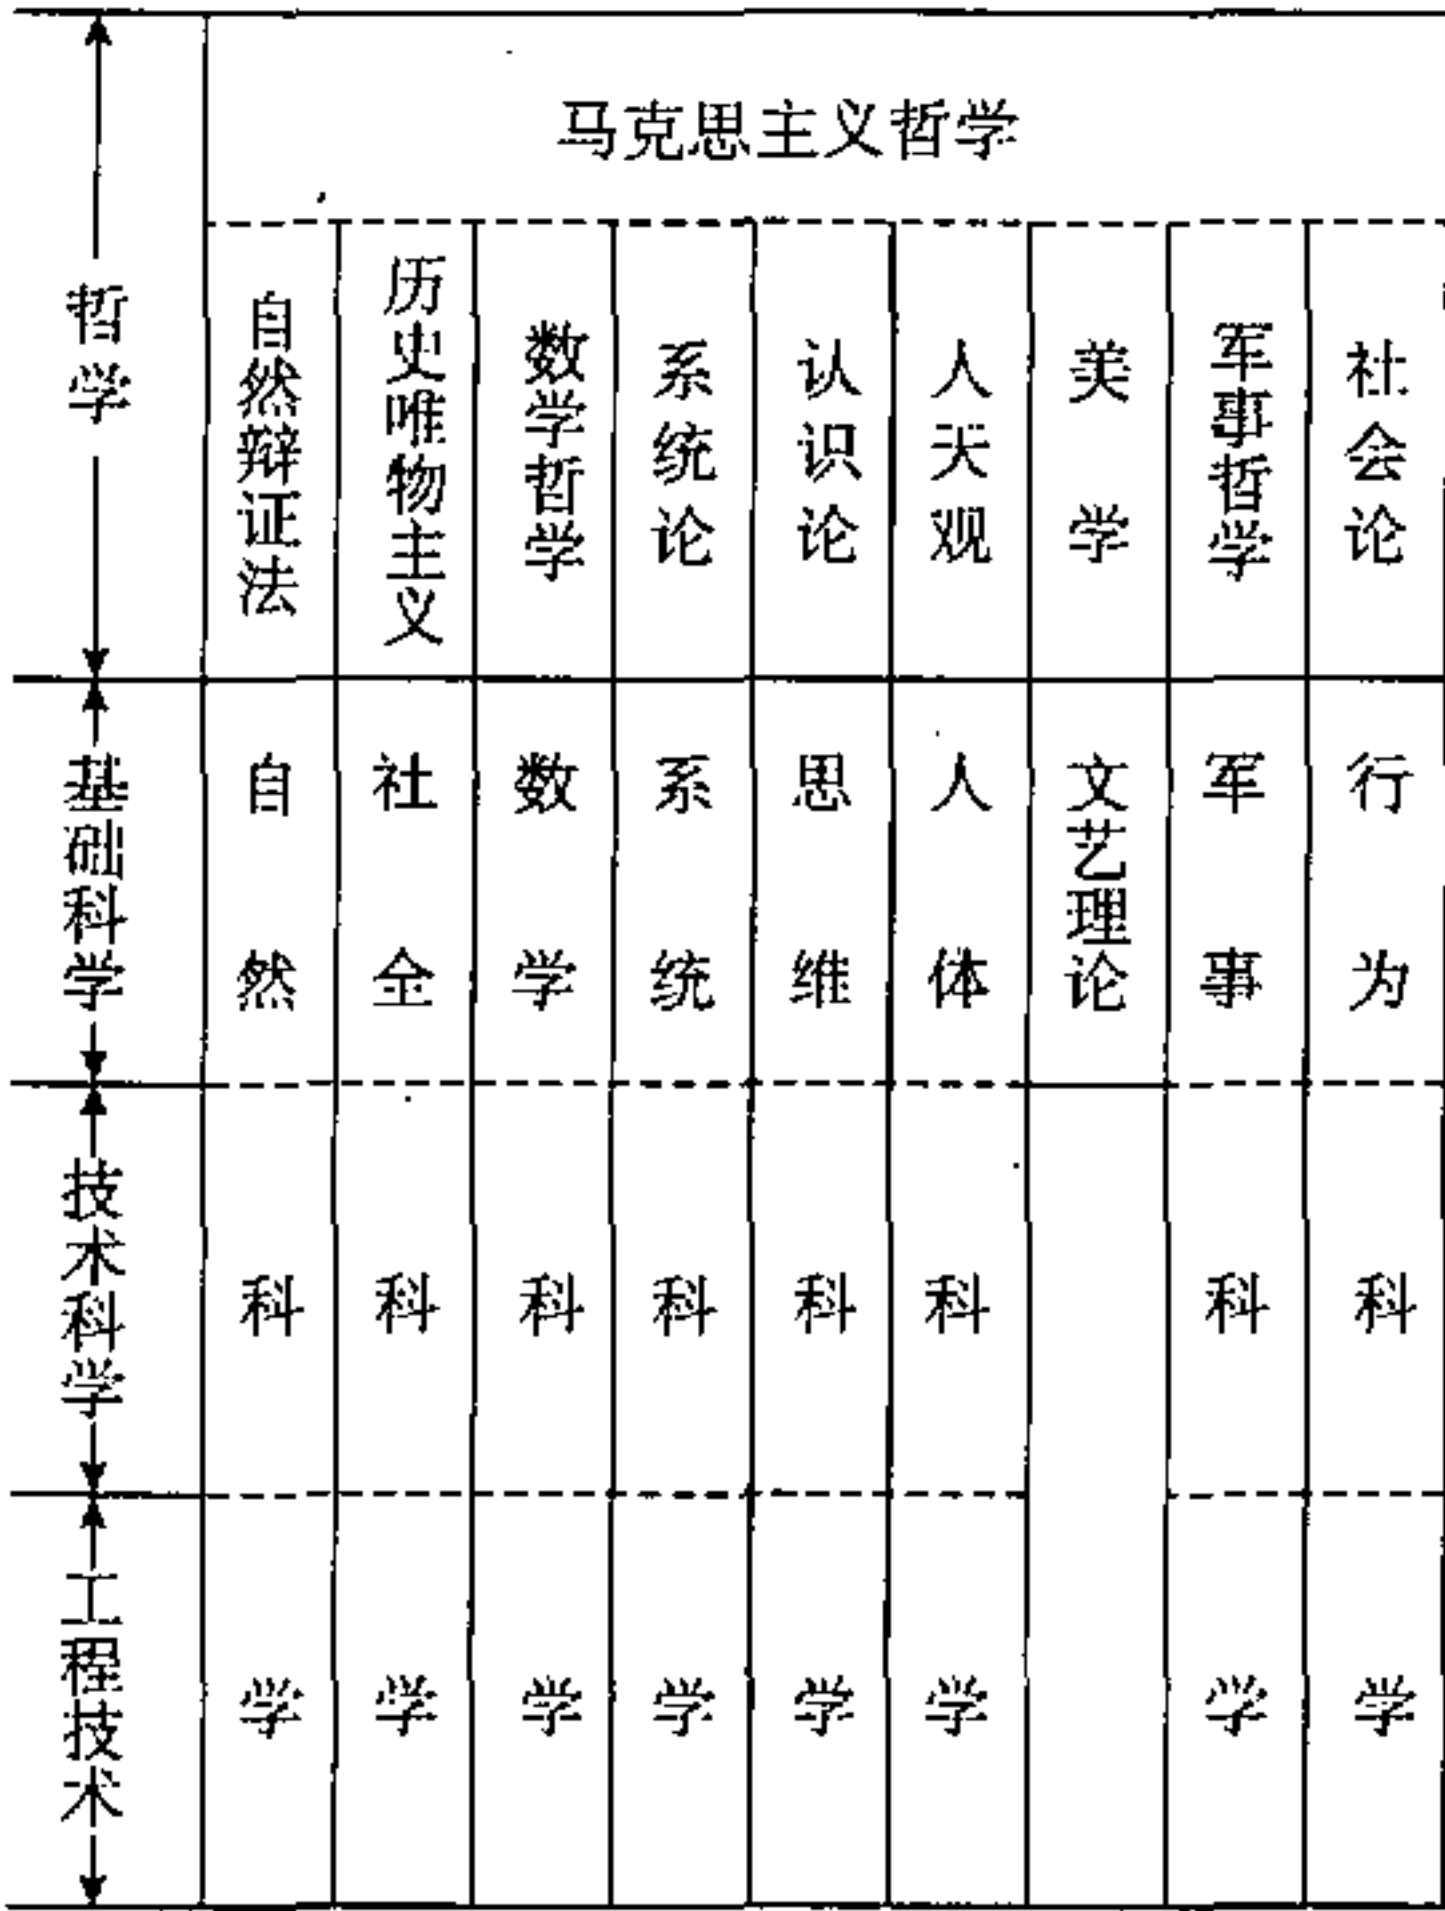 马克思主义哲学
哲学
自然辩证法
历史唯物主义
数学哲学
系统论
认识论
人天观
美学
军事哲学
社会论
基础科学
技术科学
工程技术
自然科学
社全科学
数学科学
系统科学
思维科学
人体科学
文艺理论
军事科学
行为科学